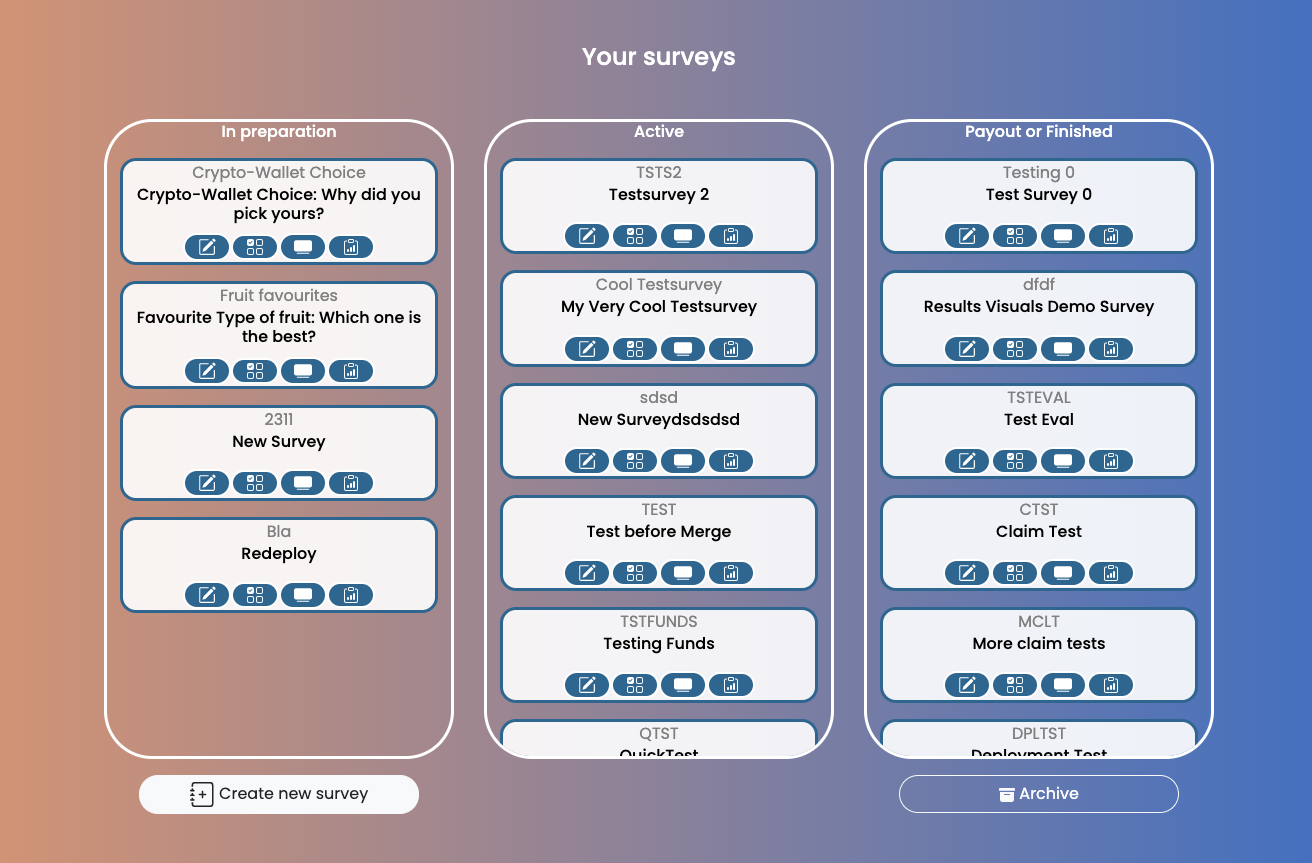 Your surveys
In preparation
Crypto-Wallet Choice
Crypto-Wallet Choice: Why did you
pick yours?
Fruit favourites
Favourite Type of fruit: Which one is
the best?
2311
New Survey
Bla
Redeploy
Create new survey
Active
TSTS2
Testsurvey 2
Cool Testsurvey
My Very Cool Testsurvey
sdsd
New Surveydsdsdsd
TEST
Test before Merge
TSTFUNDS
Testing Funds
QTST
QuickTest
Payout or Finished
Testing 0
Test Survey 0
dfdf
Results Visuals Demo Survey
TSTEVAL
Test Eval
CTST
Claim Test
MCLT
More claim tests
DPLTST
Deployment Test
Archive